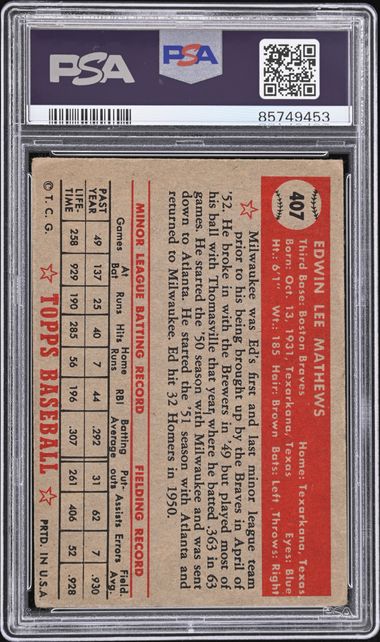 PSA
PSA
85749453
407
EDWIN LEE MATHEWS
Third Base: Boston Braves Home: Texarkana, Texas
Born: Oct. 13, 1931, Texarkana, Texas Eyes: Blue
Ht.: 6'1" Wt.: 185 Hair: Brown Bats: Left Throws: Right
Milwaukee was Ed's first and last minor league team
prior to his being brought up by the Braves in April of
'52. He broke in with the Brewers in '49 but played most of
his ball with Thomasville that year, where he batted .363 in 63
games. He started the '50 season with Milwaukee and was sent
down to Atlanta. He started the '51 season with Atlanta and
returned to Milwaukee. Ed hit 32 Homers in 1950.
MINOR LEAGUE BATTING RECORD FIELDING RECORD
Games At Bat Runs Hits Home Runs RBI Batting Average Put-outs Assists Errors Field. Avg.
PAST YEAR 49 137 25 40 7 44 .292 31 62 7 .930
LIFE-TIME 258 929 190 285 56 196 .307 261 406 52 .928
© T. C. G. TOPPS BASEBALL PRTD. IN U.S.A.